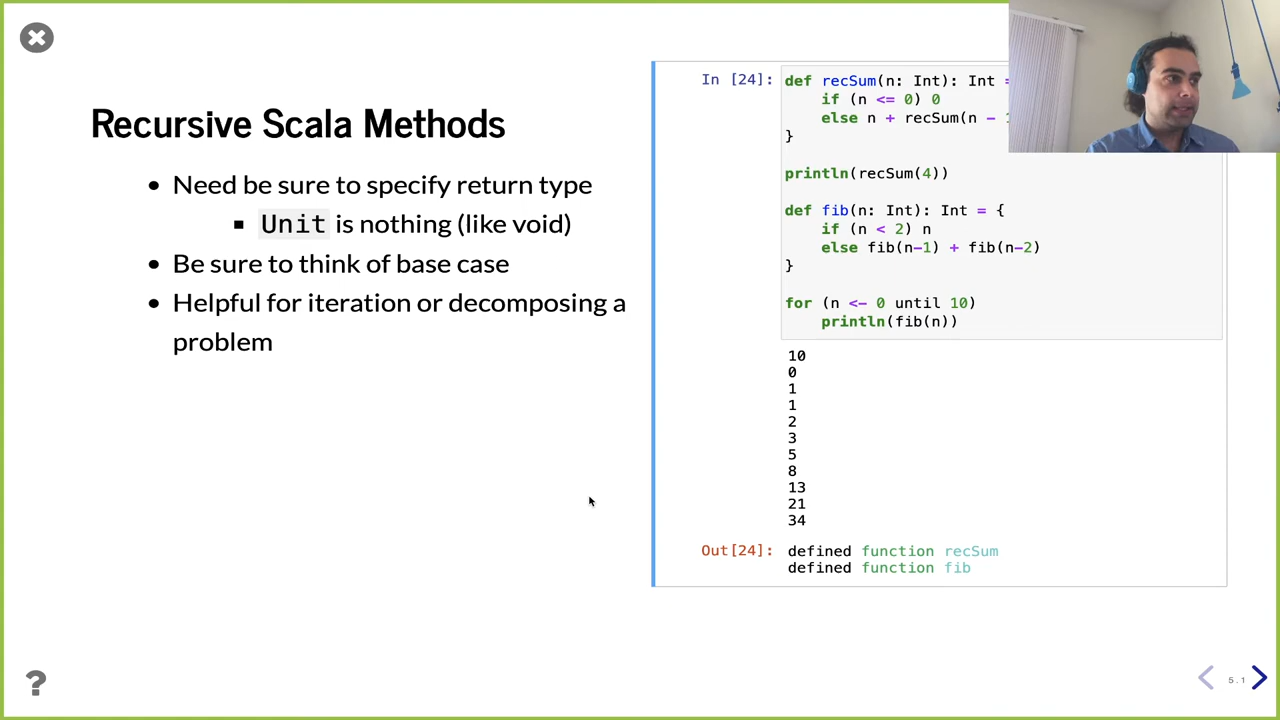 Recursive Scala Methods
• Need be sure to specify return type
▪ Unit is nothing (like void)
• Be sure to think of base case
• Helpful for iteration or decomposing a
problem
In [24]:
def recSum(n: Int): Int =
if (n <= 0) 0
else n + recSum(n -
}
println(recSum(4))
def fib(n: Int): Int = {
if (n < 2) n
else fib(n-1) + fib(n-2)
}
for (n <- 0 until 10)
println(fib(n))
10
0
1
1
2
3
5
8
13
21
34
Out[24]: defined function recSum
defined function fib
?
5.1